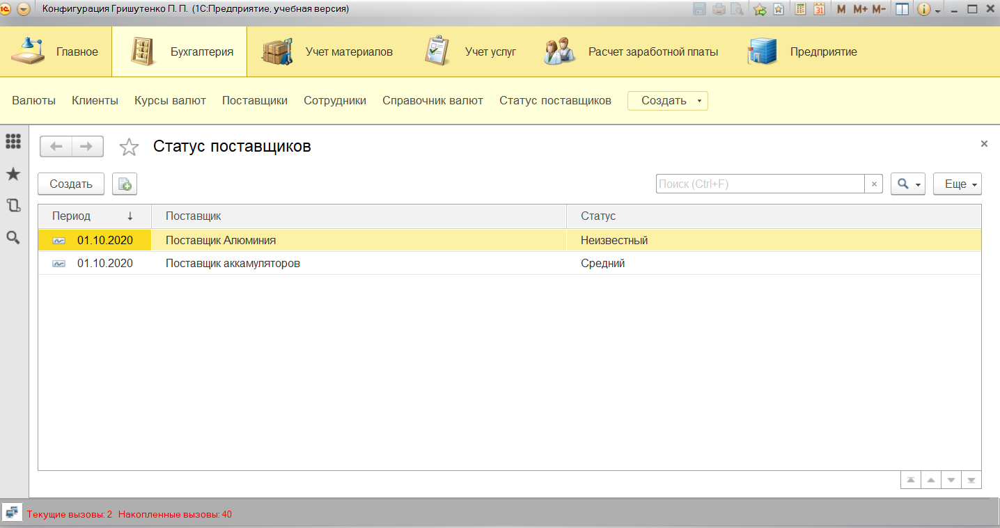 Конфигурация Гришутенко П. П. (1С:Предприятие, учебная версия)
31 M M+ M-
Главное Бухгалтерия Учет материалов Учет услуг Расчет заработной платы Предприятие
Валюты Клиенты Курсы валют Поставщики Сотрудники Справочник валют Статус поставщиков Создать
Статус поставщиков
Создать Поиск (Ctrl+F) Еще
Период Поставщик Статус
01.10.2020 Поставщик Алюминия Неизвестный
01.10.2020 Поставщик аккамуляторов Средний
Текущие вызовы: 2 Накопленные вызовы: 40